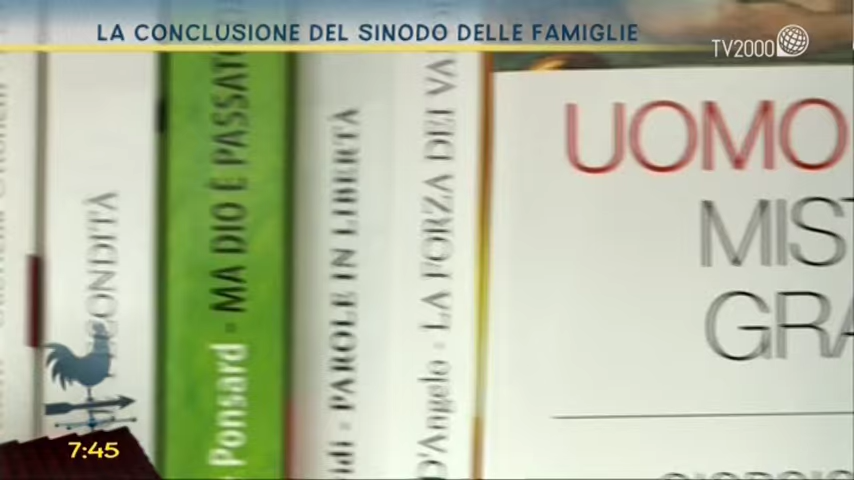 LA CONCLUSIONE DEL SINODO DELLE FAMIGLIE
TV2000
Ponsard - MA DIO È PASSATO
idi - PAROLE IN LIBERTÀ
D'Angelo - LA FORZA DEI VA
UOMO
MIST
GRA
7:45